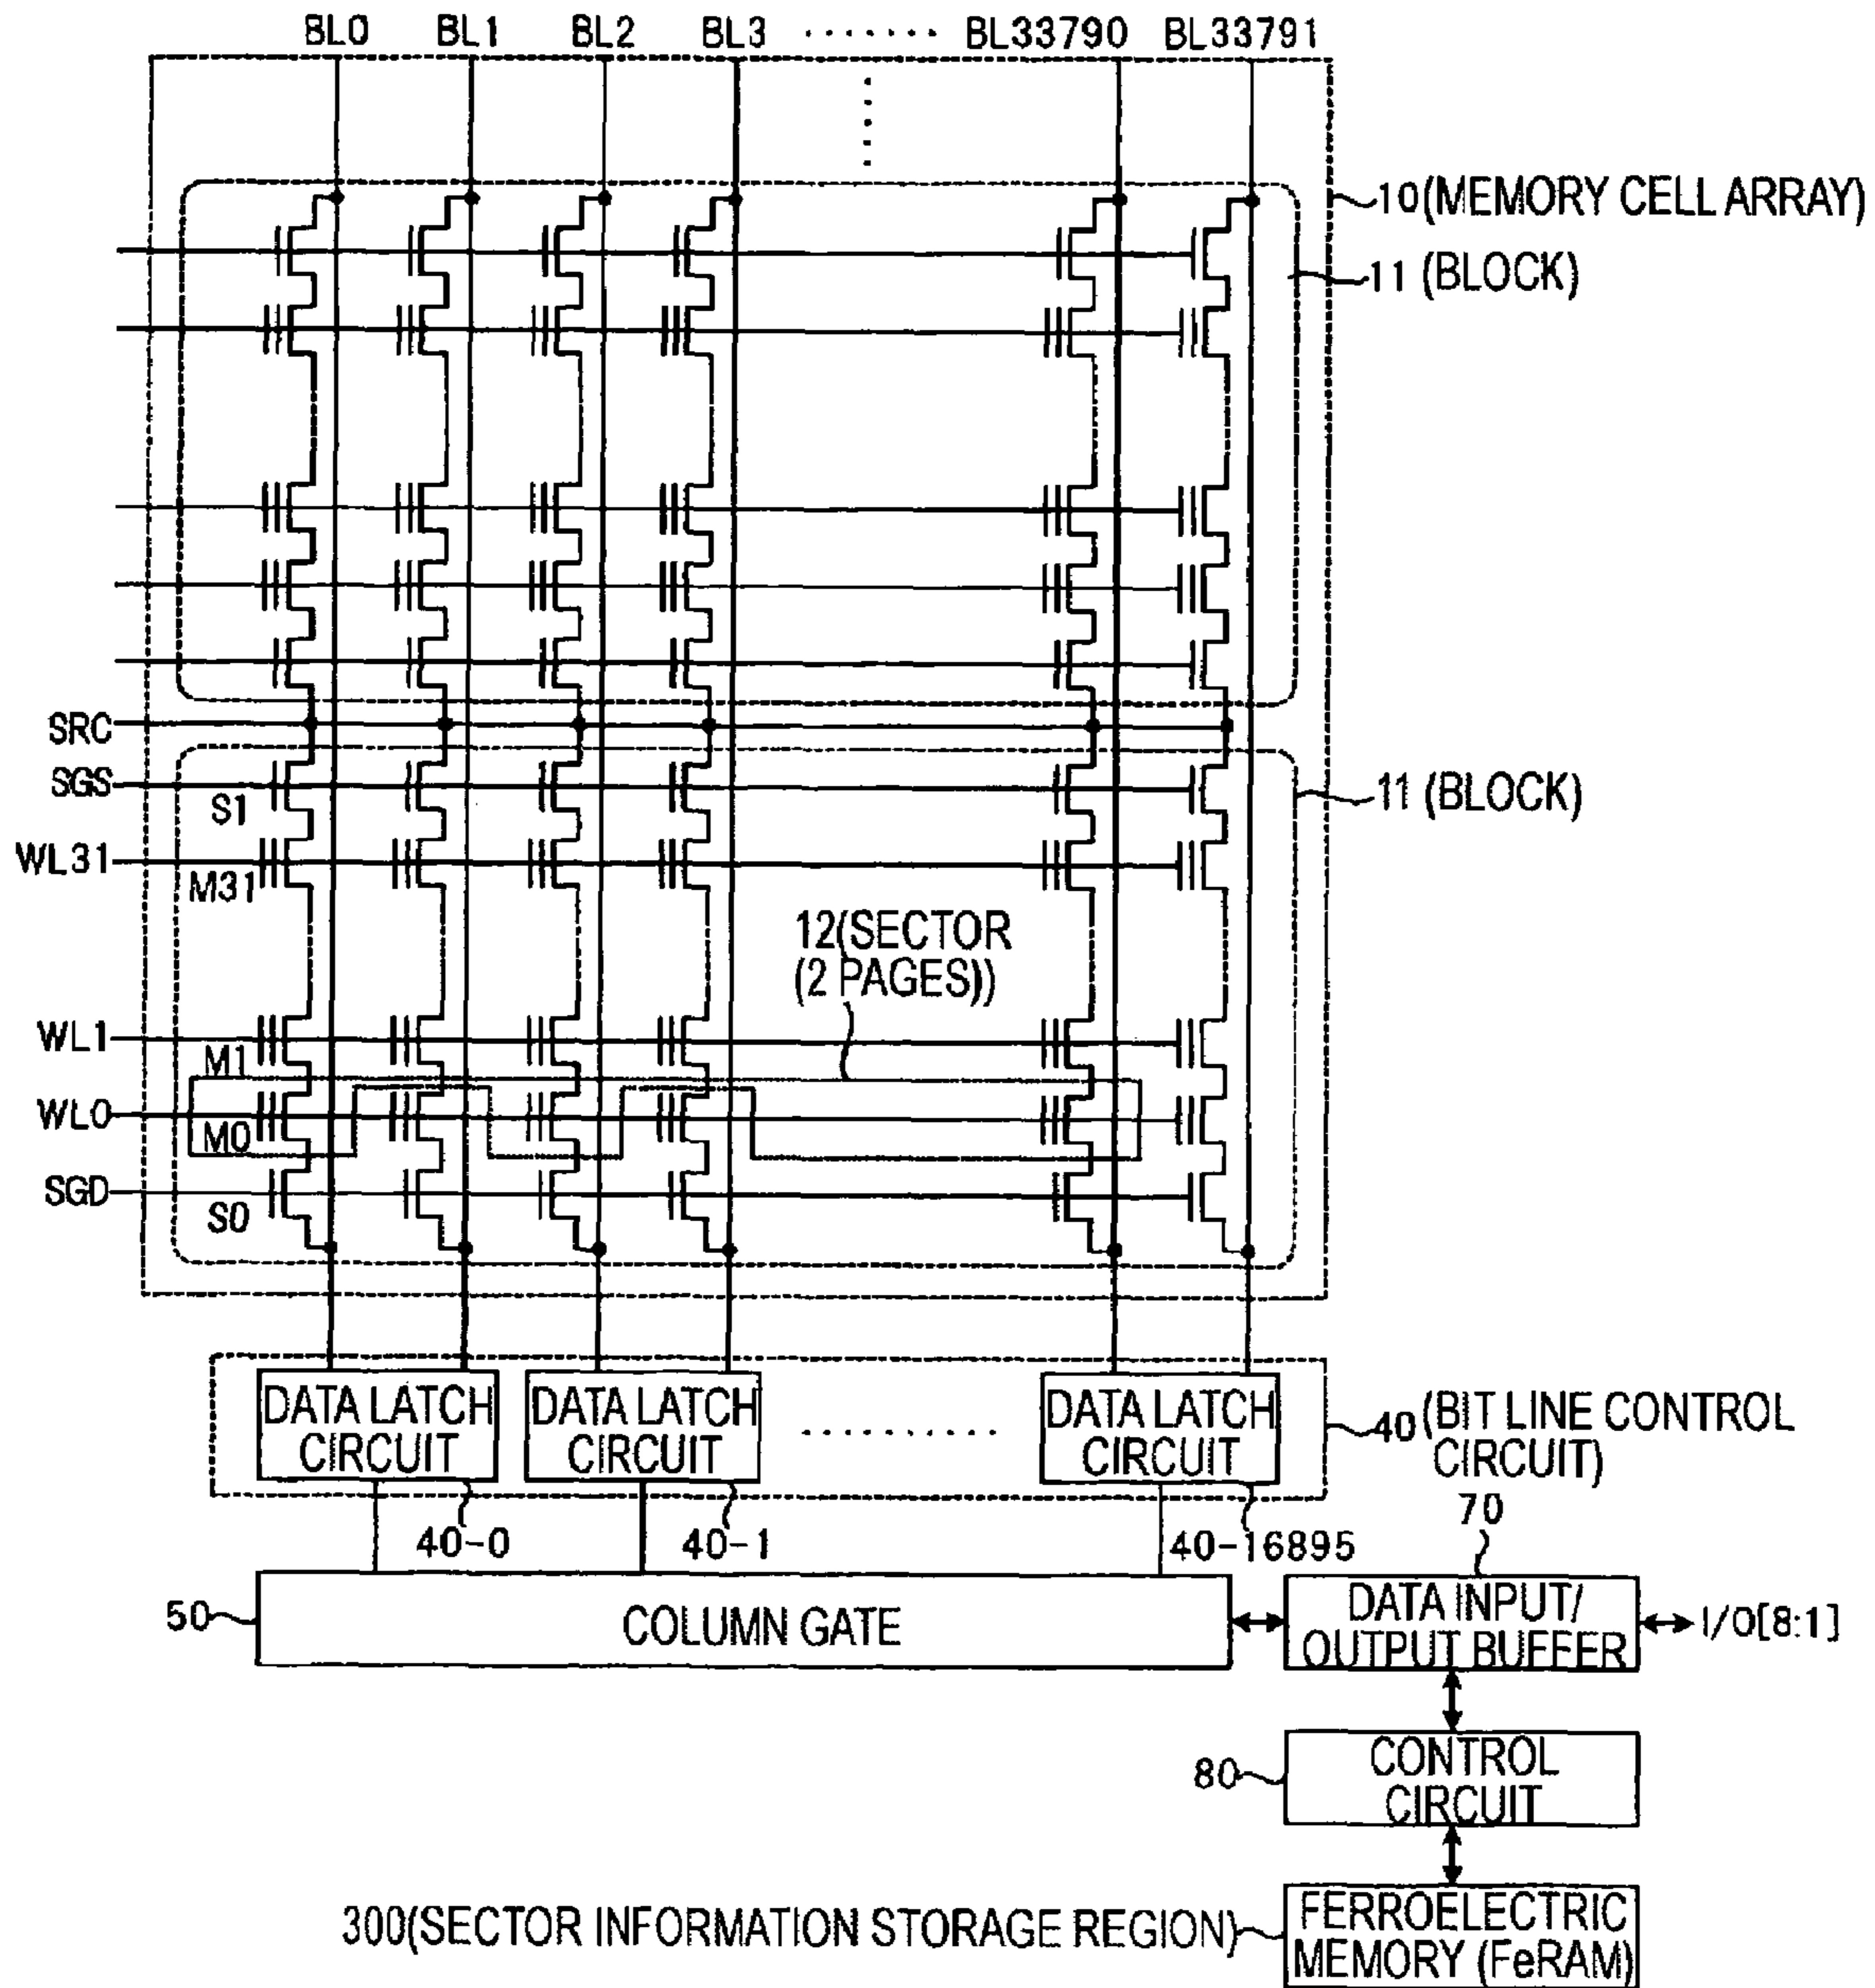 BL0 BL1 BL2 BL3 ........ BL33790 BL33791
10(MEMORY CELL ARRAY)
11 (BLOCK)
SRC
SGS
S1
11 (BLOCK)
WL31
M31
12(SECTOR
(2 PAGES))
WL1
M1
WL0
M0
SGD
S0
DATA LATCH
CIRCUIT
DATA LATCH
CIRCUIT
DATA LATCH
CIRCUIT
40(BIT LINE CONTROL
CIRCUIT)
40-0
40-1
40-16895
70
50
COLUMN GATE
DATA INPUT/
OUTPUT BUFFER
I/O[8:1]
80
CONTROL
CIRCUIT
300(SECTOR INFORMATION STORAGE REGION)
FERROELECTRIC
MEMORY (FeRAM)